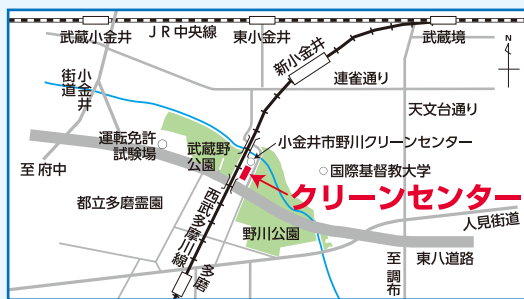 武蔵小金井
ＪＲ中央線
東小金井
武蔵境
新小金井
連雀通り
N
小金井
街道
天文台通り
運転免許
試験場
武蔵野
公園
小金井市野川クリーンセンター
至 府中
国際基督教大学
クリーンセンター
都立多磨霊園
西武多摩川線
野川公園
人見街道
多磨
至 調布
東八道路